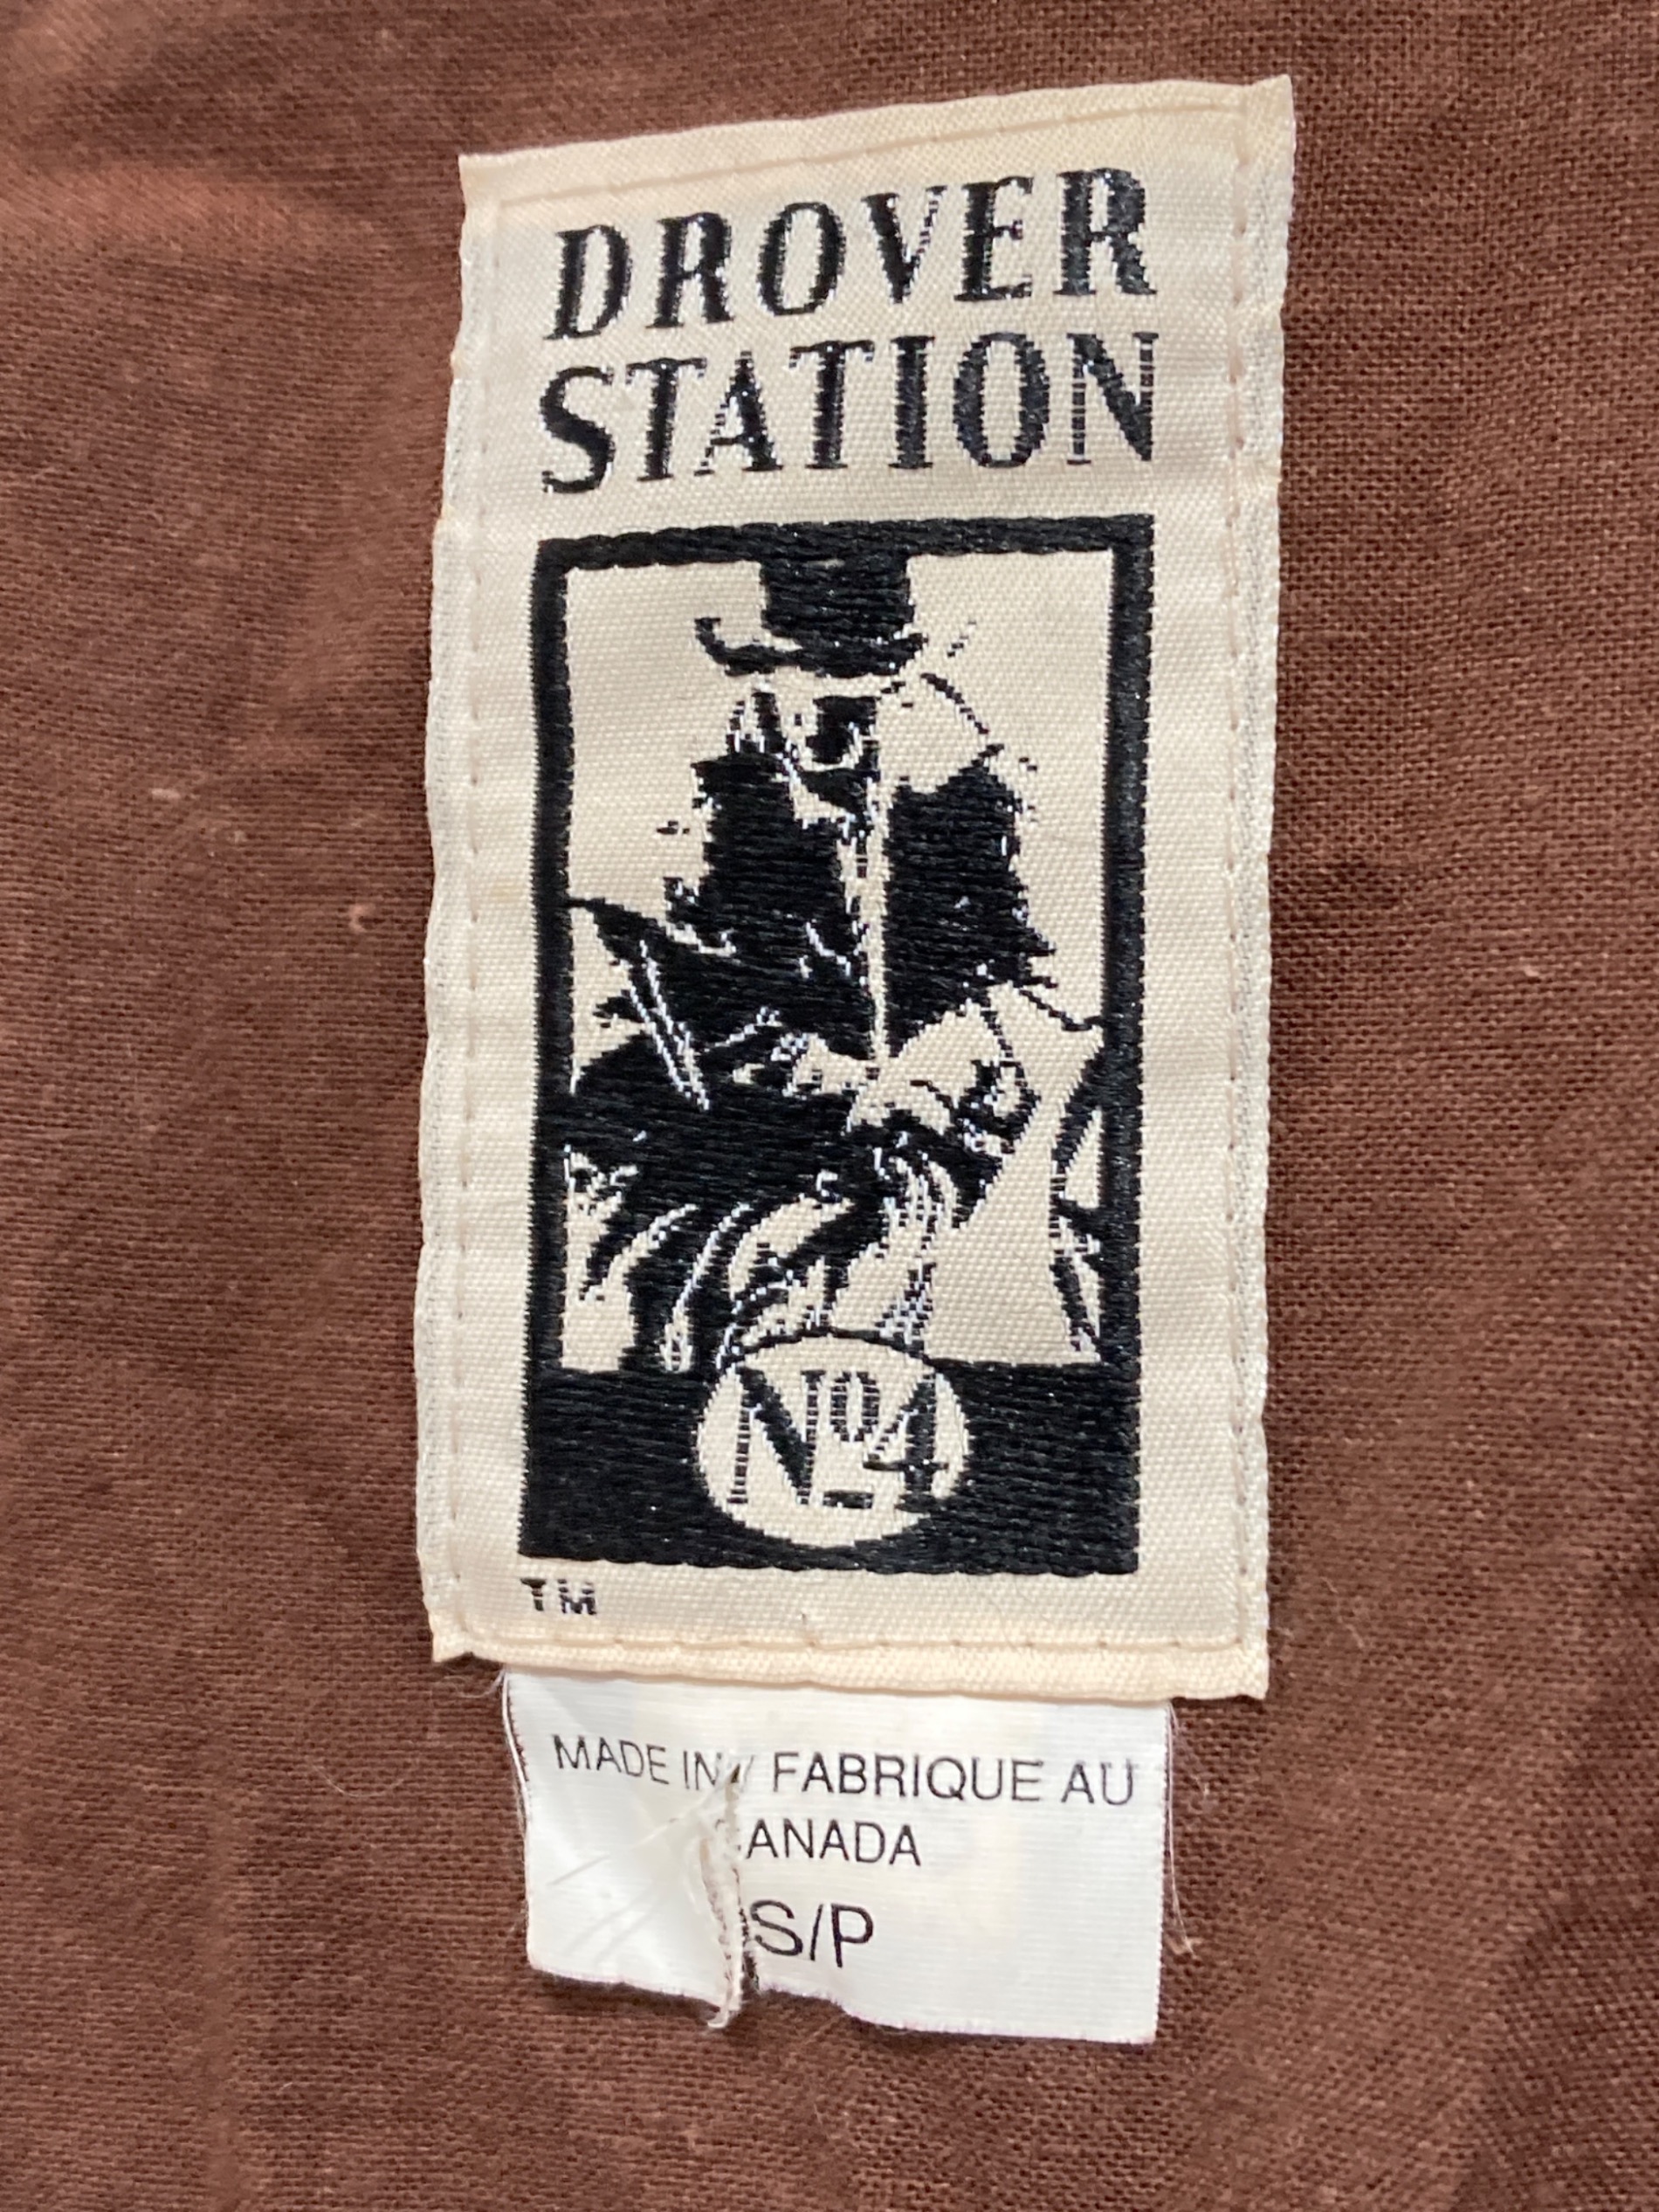 DROVER
STATION
Nº4
TM
MADE IN / FABRIQUE AU
CANADA
S/P